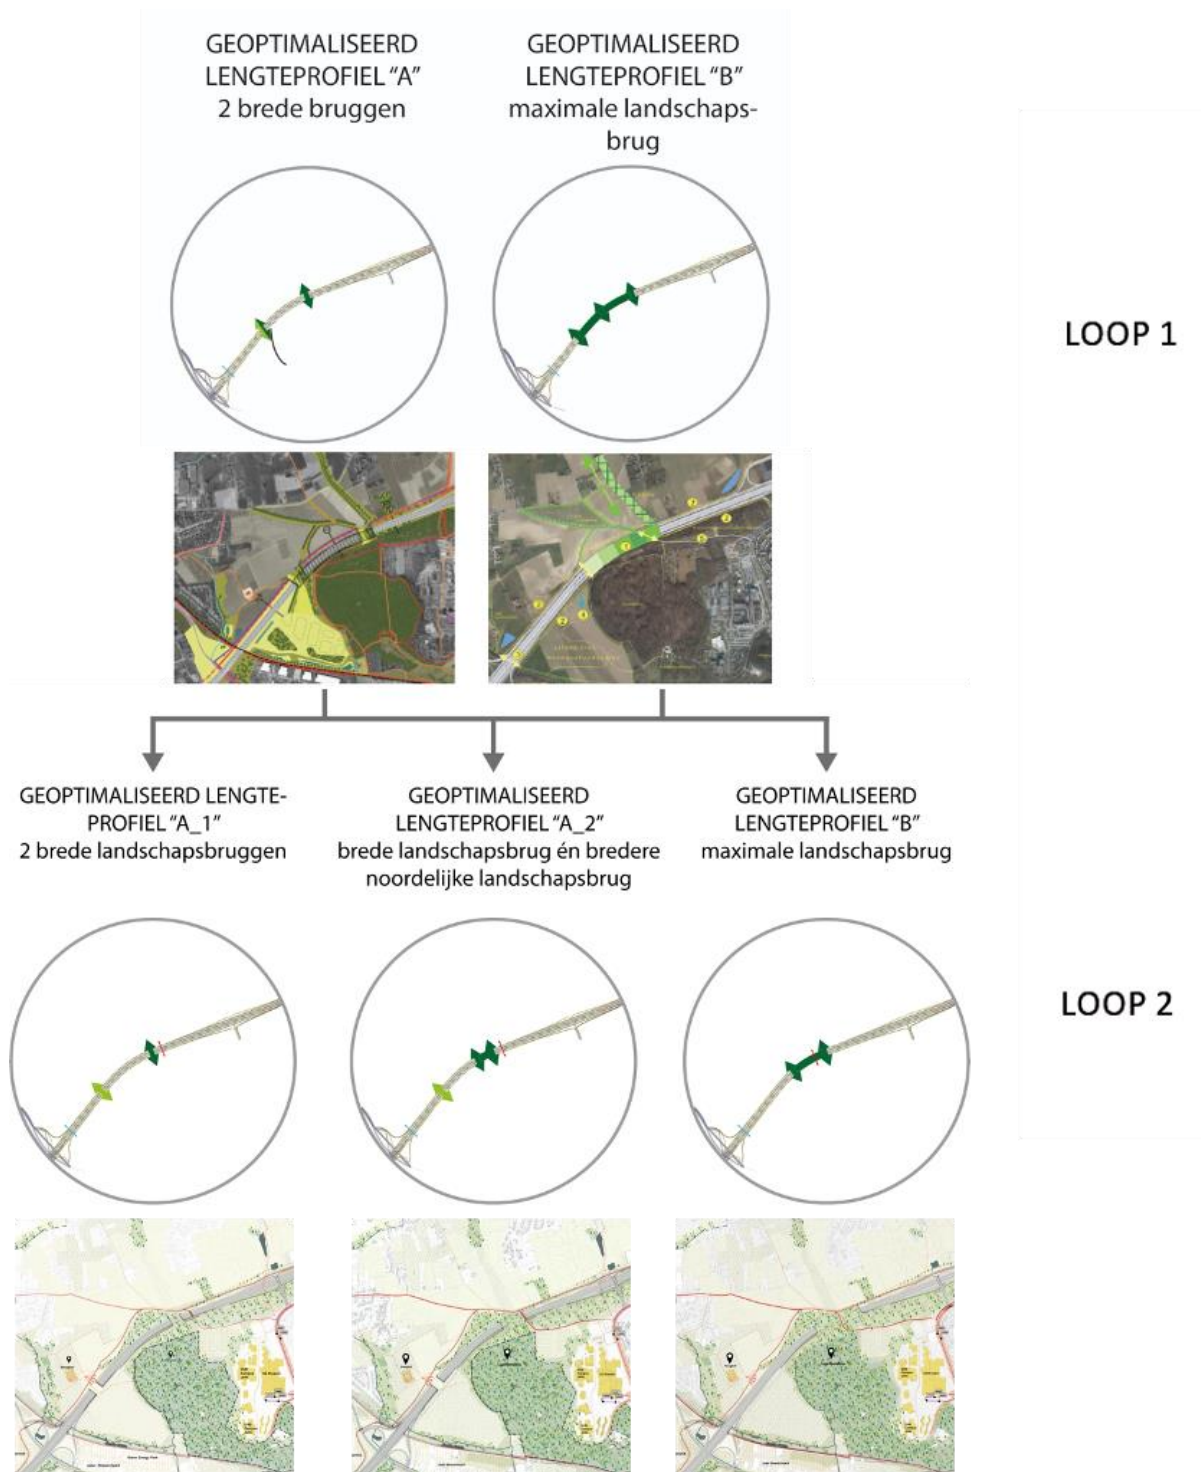 GEOPTIMALISEERD
LENGTEPROFIEL “A”
2 brede bruggen
GEOPTIMALISEERD
LENGTEPROFIEL “B”
maximale landschaps-
brug
LOOP 1
GEOPTIMALISEERD LENGTE-
PROFIEL “A_1”
2 brede landschapsbruggen
GEOPTIMALISEERD
LENGTEPROFIEL “A_2”
brede landschapsbrug én bredere
noordelijke landschapsbrug
GEOPTIMALISEERD
LENGTEPROFIEL “B”
maximale landschapsbrug
LOOP 2